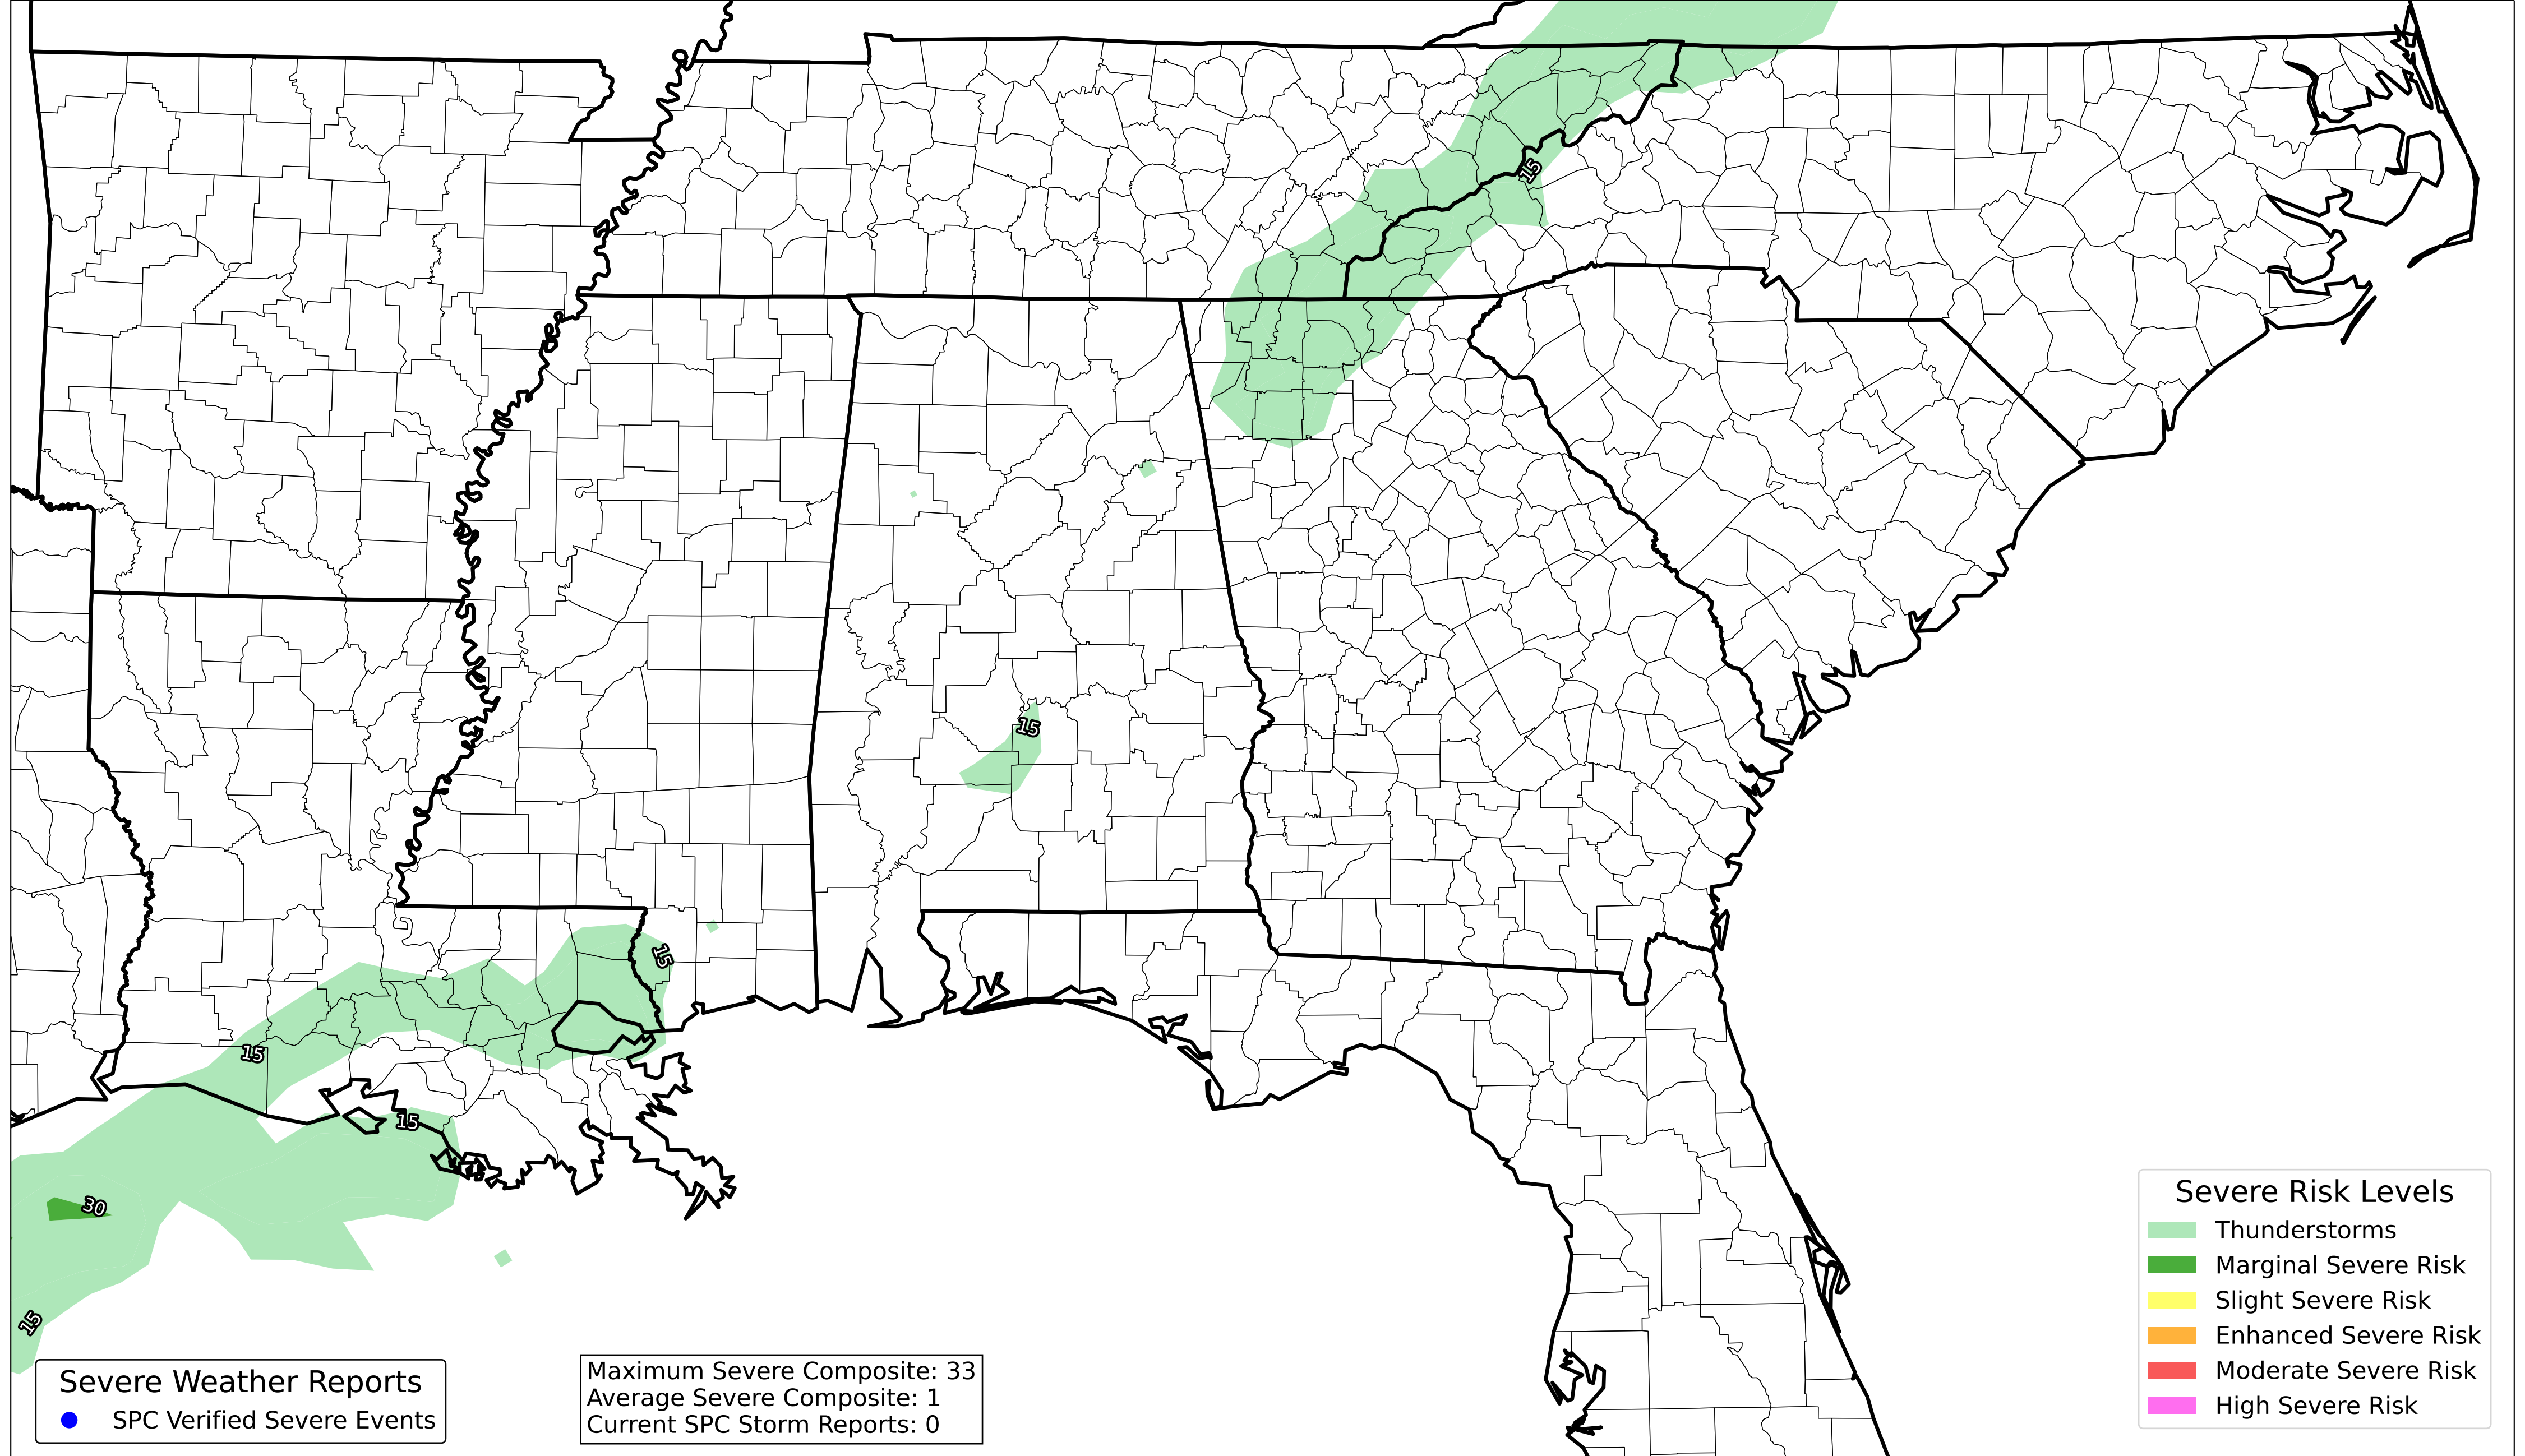 15
15
15
15
15
30
15
Severe Weather Reports
SPC Verified Severe Events
Maximum Severe Composite: 33
Average Severe Composite: 1
Current SPC Storm Reports: 0
Severe Risk Levels
Thunderstorms
Marginal Severe Risk
Slight Severe Risk
Enhanced Severe Risk
Moderate Severe Risk
High Severe Risk